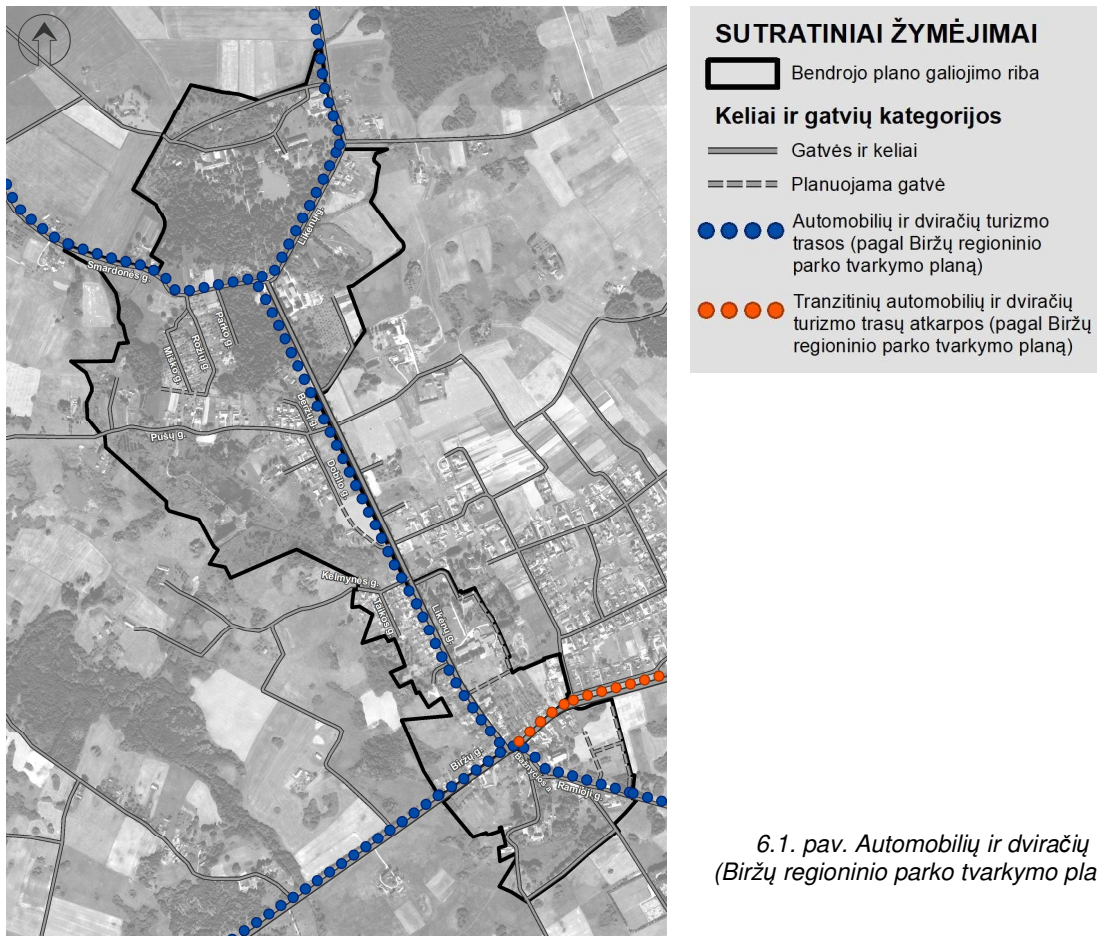 SUTRATINIAI ŽYMĖJIMAI
Bendrojo plano galiojimo riba
Keliai ir gatvių kategorijos
Gatvės ir keliai
Planuojama gatvė
Automobilių ir dviračių turizmo
trasos (pagal Biržų regioninio
parko tvarkymo planą)
Tranzitinių automobilių ir dviračių
turizmo trasų atkarpos (pagal Biržų
regioninio parko tvarkymo planą)
Likėnų g.
Smardonės g.
Parko g.
Rožių g.
Miško g.
Beržų g.
Pušų g.
Dobilo g.
Kelmynės g.
Taikos g.
Likėnų g.
Biržų g.
Bažnyčios a.
Ramioji g.
6.1. pav. Automobilių ir dviračių
(Biržų regioninio parko tvarkymo pla